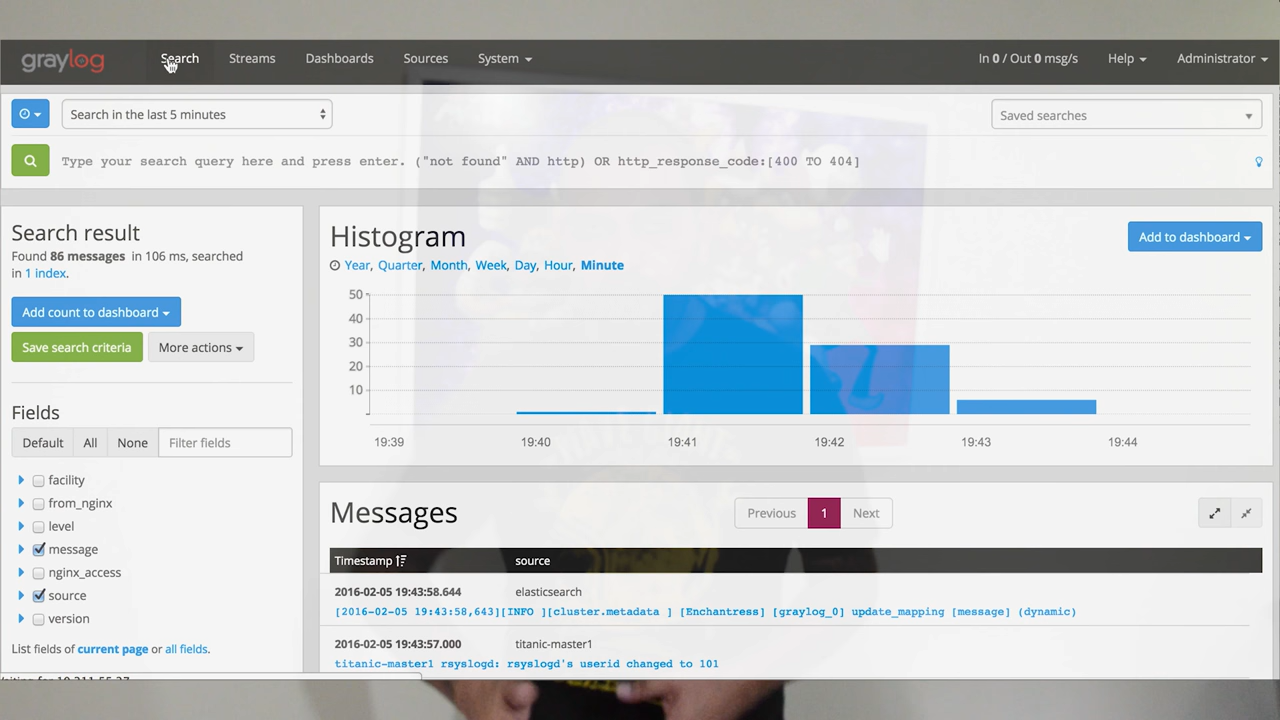 graylog Search Streams Dashboards Sources System In 0 / Out 0 msg/s Help Administrator
Search in the last 5 minutes Saved searches
Type your search query here and press enter. ("not found" AND http) OR http_response_code:[400 TO 404]
Search result
Found 86 messages in 106 ms, searched
in 1 index.
Add count to dashboard
Save search criteria More actions
Fields
Default All None Filter fields
facility
from_nginx
level
message
nginx_access
source
version
List fields of current page or all fields.
Histogram Add to dashboard
Year, Quarter, Month, Week, Day, Hour, Minute
50
40
30
20
10
19:39 19:40 19:41 19:42 19:43 19:44
Messages Previous 1 Next
Timestamp source
2016-02-05 19:43:58.644 elasticsearch
[2016-02-05 19:43:58,643][INFO ][cluster.metadata ] [Enchantress] [graylog_0] update_mapping [message] (dynamic)
2016-02-05 19:43:57.000 titanic-master1
titanic-master1 rsyslogd: rsyslogd's userid changed to 101